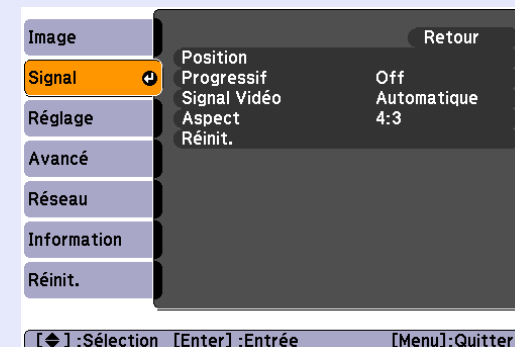 Image
Signal
Réglage
Avancé
Réseau
Information
Réinit.
Retour
Position
Progressif Off
Signal Vidéo Automatique
Aspect 4:3
Réinit.
[◆] :Sélection [Enter] :Entrée [Menu]:Quitter